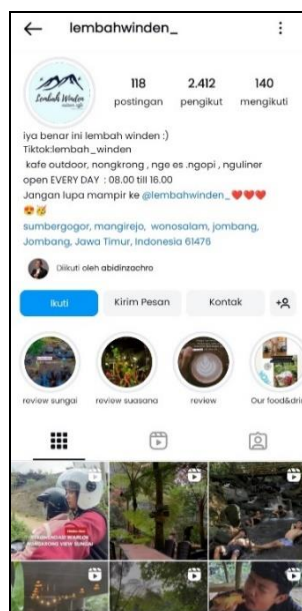 lembahwinden_
Lembah Winden
118
postingan
2.412
pengikut
140
mengikuti
iya benar ini lembah winden :)
Tiktok:lembah_winden
kafe outdoor, nongkrong , nge es .ngopi , nguliner
open EVERY DAY : 08.00 till 16.00
Jangan lupa mampir ke @lembahwinden_ ❤️❤️❤️
😍🥳
sumbergogor, mangirejo, wonosalam, jombang,
Jombang, Jawa Timur, Indonesia 61476
Diikuti oleh abidinzachro
Ikuti
Kirim Pesan
Kontak
review sungai
review suasana
review
Our food&dri